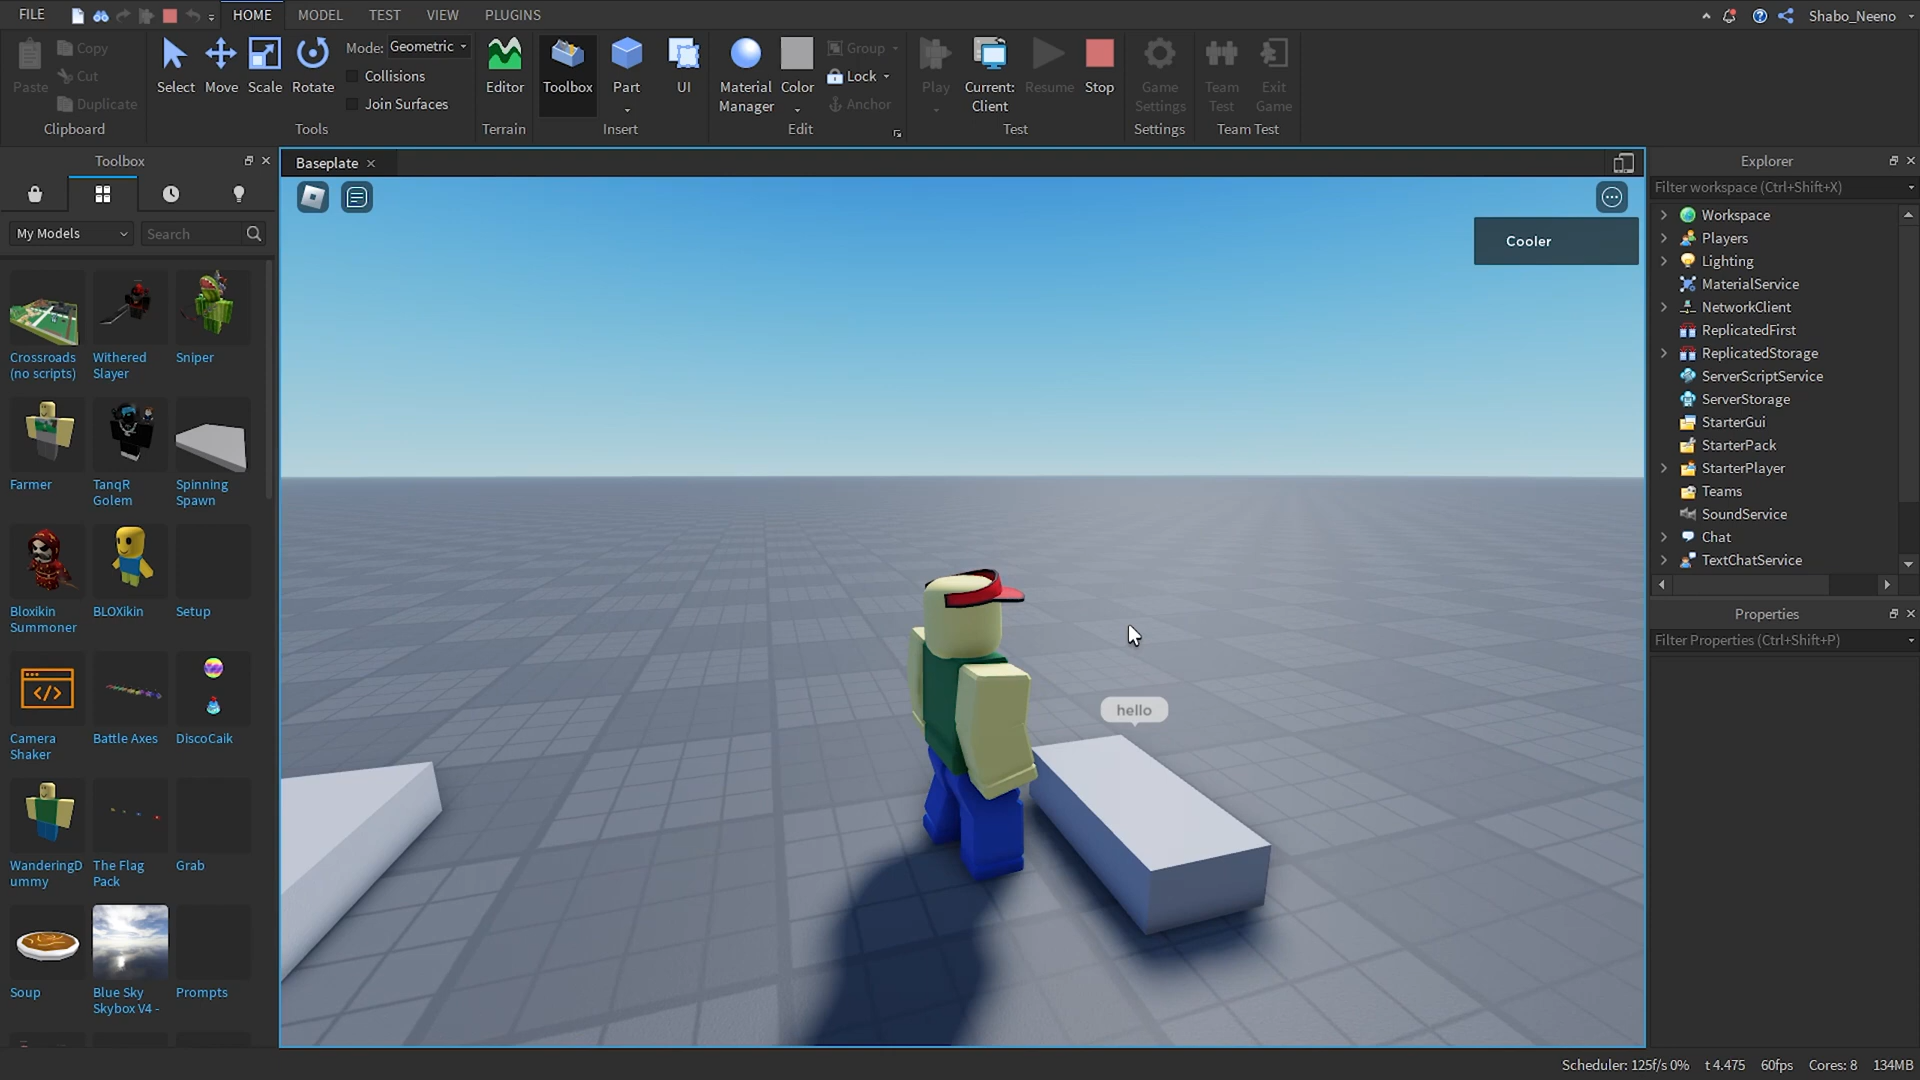 FILE
HOME
MODEL
TEST
VIEW
PLUGINS
Shabo_Neeno
Paste
Copy
Cut
Duplicate
Clipboard
Select
Move
Scale
Rotate
Mode: Geometric
Collisions
Join Surfaces
Tools
Editor
Terrain
Toolbox
Part
UI
Insert
Material
Manager
Color
Group
Lock
Anchor
Edit
Play
Current:
Client
Resume
Stop
Test
Game
Settings
Settings
Team
Test
Exit
Game
Team Test
Toolbox
My Models
Search
Crossroads
(no scripts)
Withered
Slayer
Sniper
Farmer
TanqR
Golem
Spinning
Spawn
Bloxikin
Summoner
BLOXikin
Setup
Camera
Shaker
Battle Axes
DiscoCaik
WanderingD
ummy
The Flag
Pack
Grab
Soup
Blue Sky
Skybox V4 -
Prompts
Baseplate
Cooler
hello
Explorer
Filter workspace (Ctrl+Shift+X)
Workspace
Players
Lighting
MaterialService
NetworkClient
ReplicatedFirst
ReplicatedStorage
ServerScriptService
ServerStorage
StarterGui
StarterPack
StarterPlayer
Teams
SoundService
Chat
TextChatService
Properties
Filter Properties (Ctrl+Shift+P)
Scheduler: 125f/s 0%
t 4.475
60fps
Cores: 8
134MB